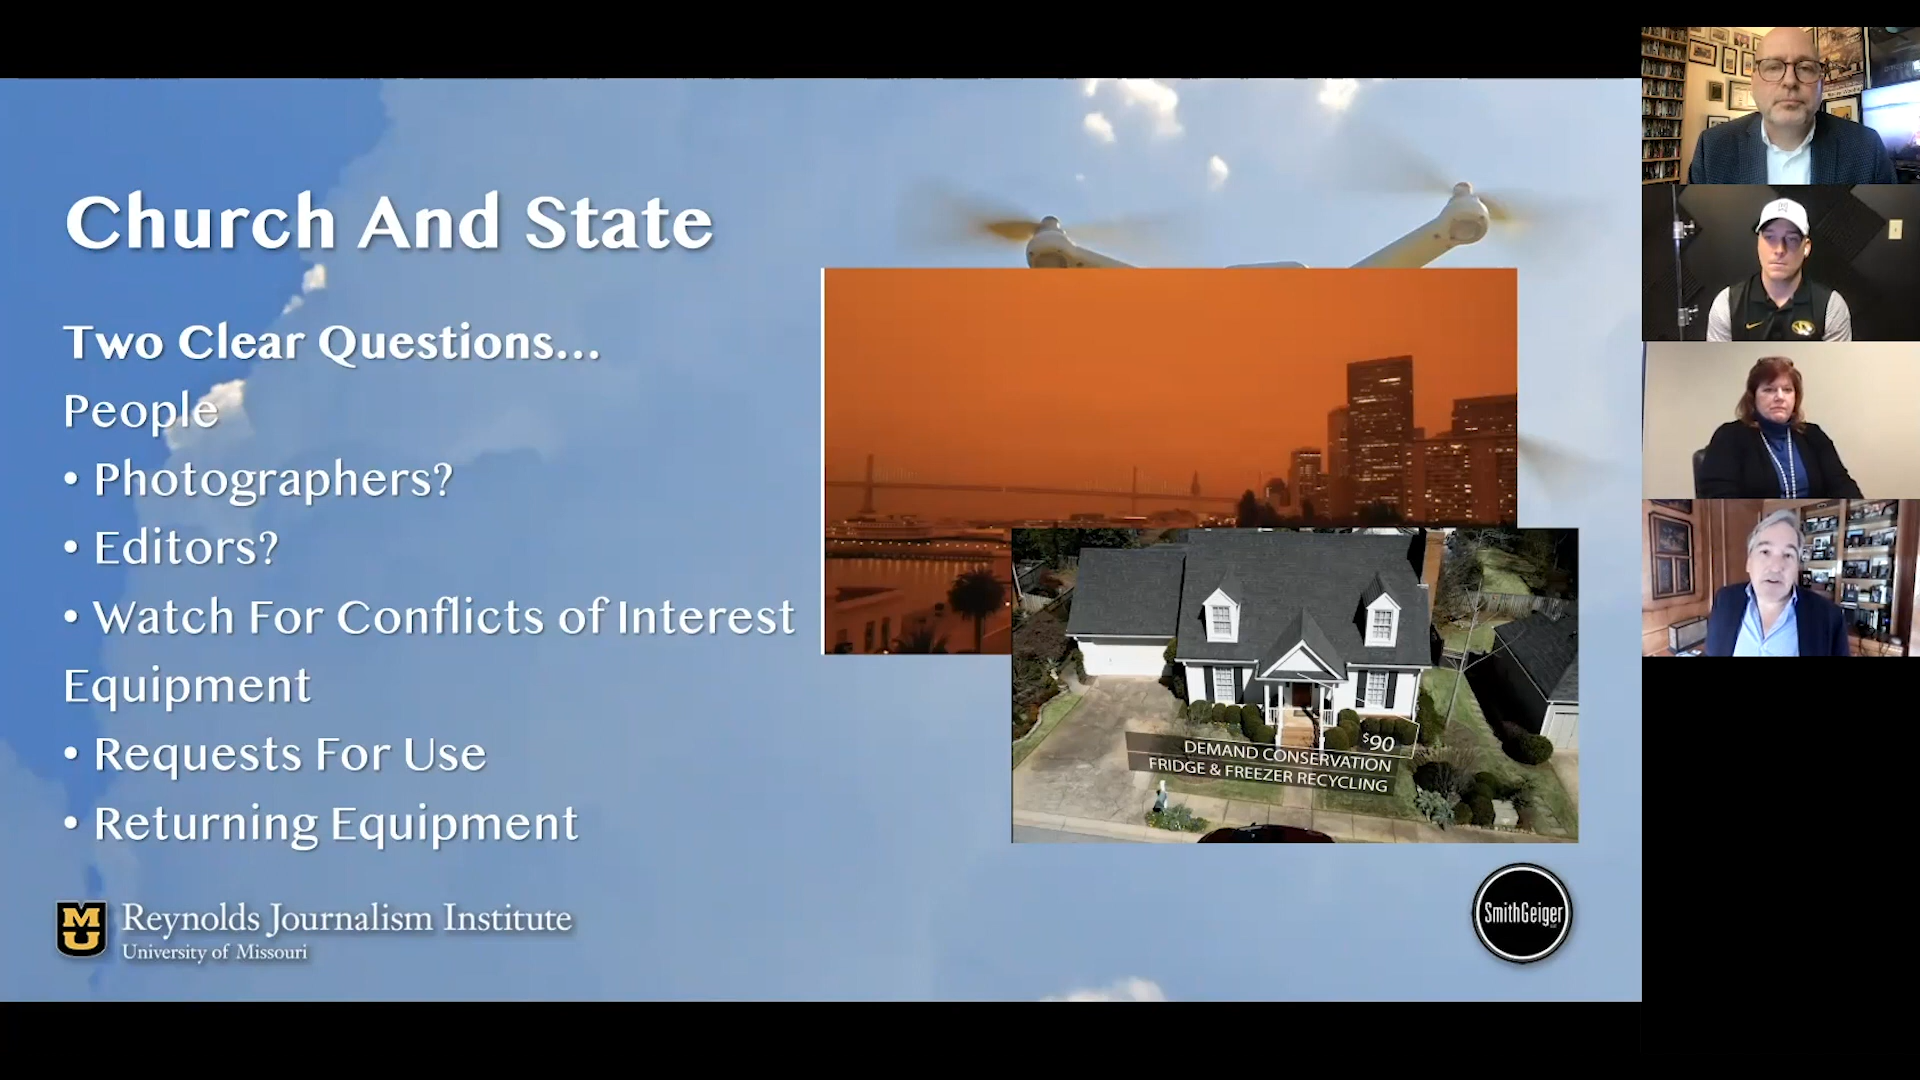 Church And State
Two Clear Questions...
People
• Photographers?
• Editors?
• Watch For Conflicts of Interest
Equipment
• Requests For Use
• Returning Equipment
$90
DEMAND CONSERVATION
FRIDGE & FREEZER RECYCLING
MU
Reynolds Journalism Institute
University of Missouri
SmithGeiger